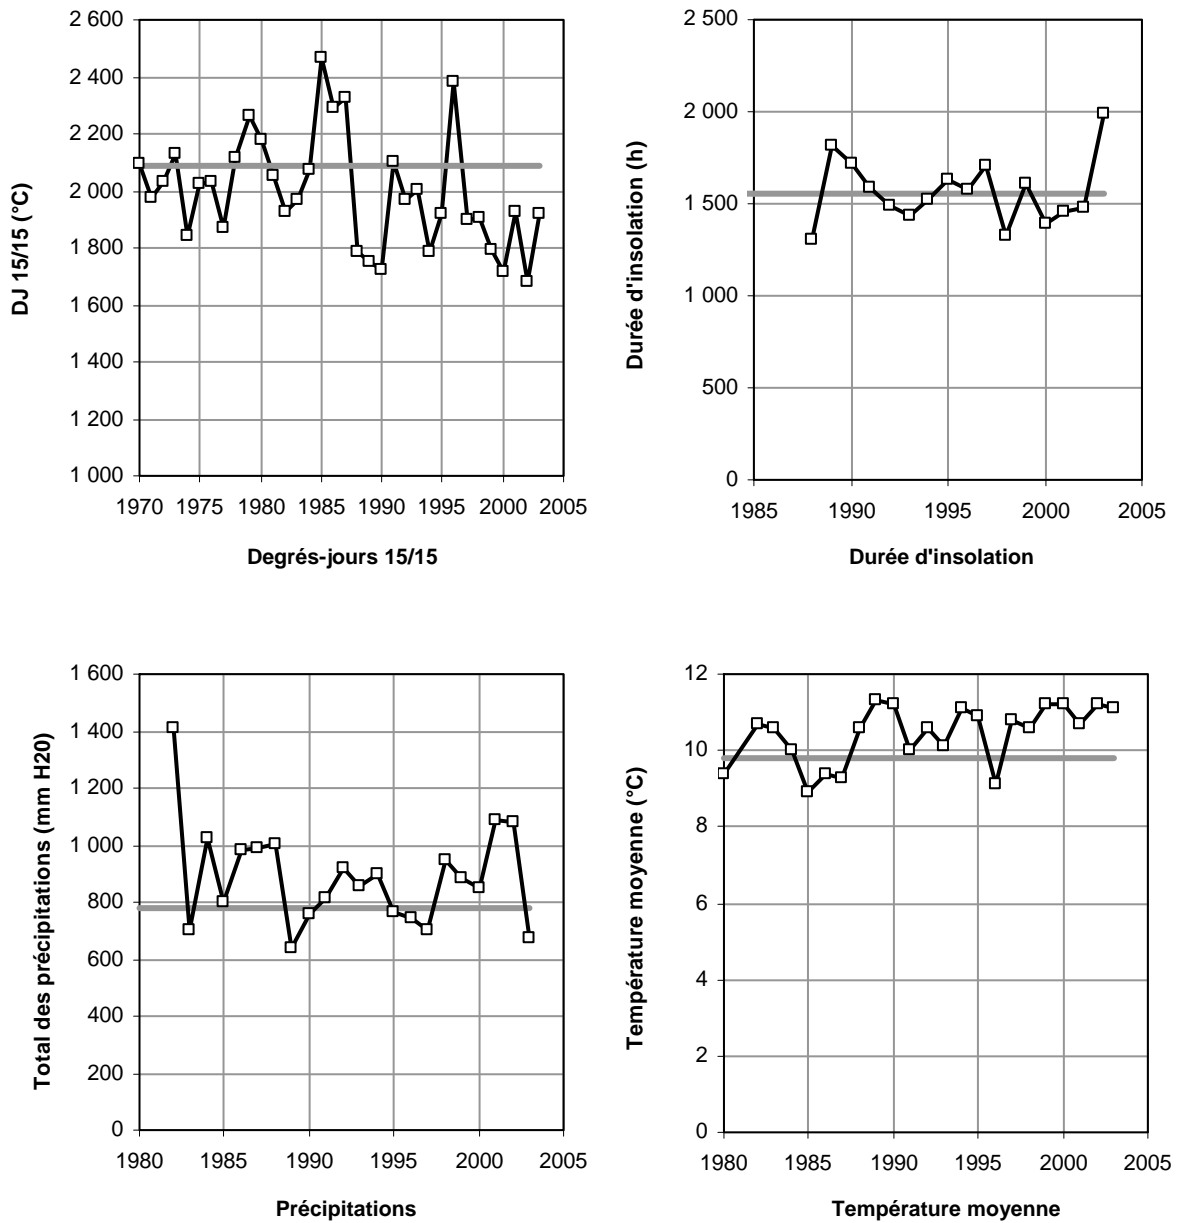 2 600
2 400
2 200
2 000
1 800
1 600
1 400
1 200
1 000
DJ 15/15 (°C)
1970 1975 1980 1985 1990 1995 2000 2005
Degrés-jours 15/15
2 500
2 000
1 500
1 000
500
0
Durée d'insolation (h)
1985 1990 1995 2000 2005
Durée d'insolation
1 600
1 400
1 200
1 000
800
600
400
200
0
Total des précipitations (mm H20)
1980 1985 1990 1995 2000 2005
Précipitations
12
10
8
6
4
2
0
Température moyenne (°C)
1980 1985 1990 1995 2000 2005
Température moyenne